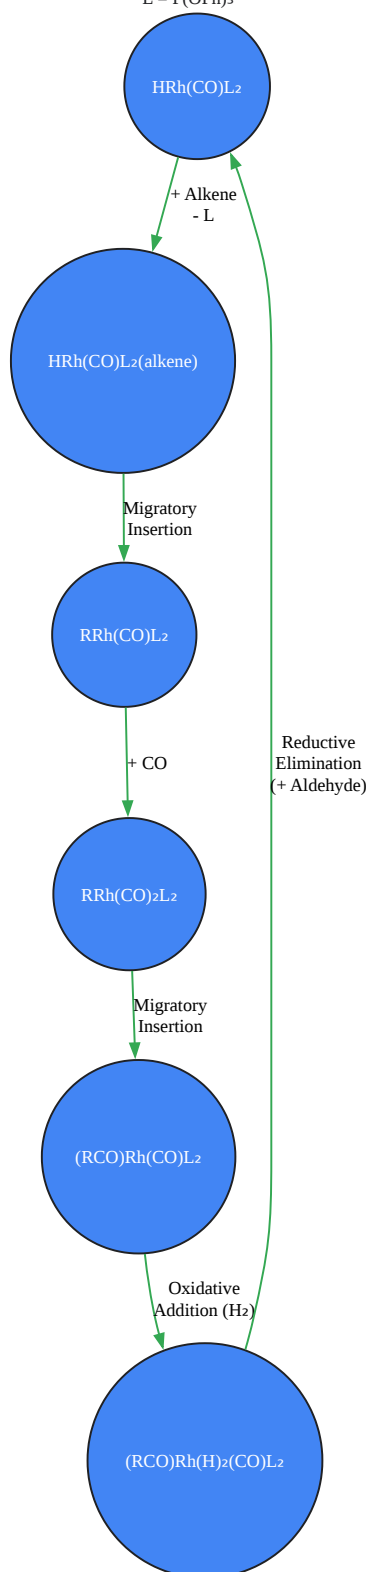 HRh(CO)L₂
+ Alkene
- L
HRh(CO)L₂(alkene)
Migratory
Insertion
RRh(CO)L₂
Reductive
Elimination
(+ Aldehyde)
+ CO
RRh(CO)₂L₂
Migratory
Insertion
(RCO)Rh(CO)L₂
Oxidative
Addition (H₂)
(RCO)Rh(H)₂(CO)L₂